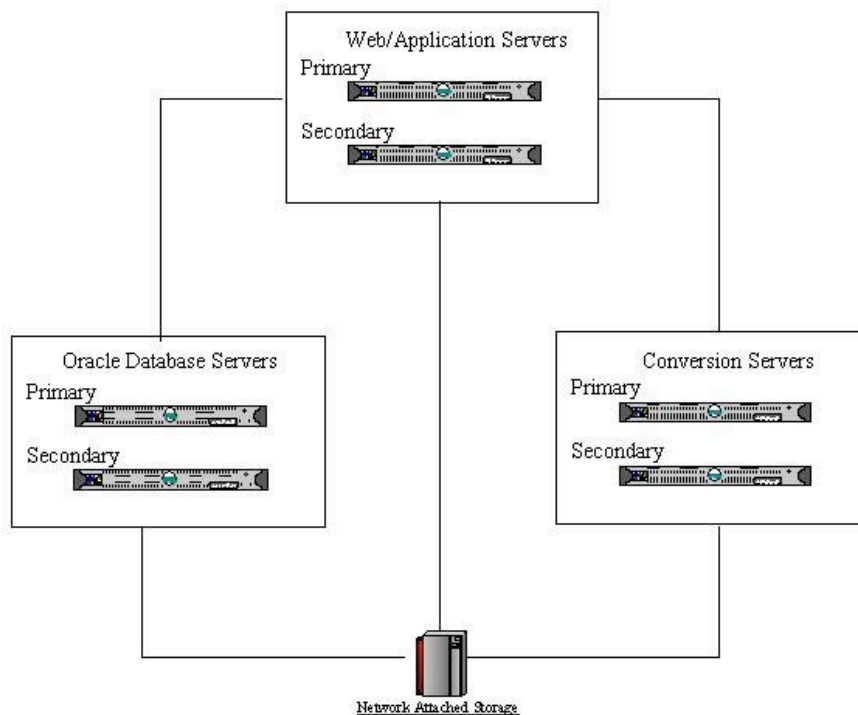 Web/Application Servers
Primary
Secondary
Oracle Database Servers
Primary
Secondary
Conversion Servers
Primary
Secondary
Network Attached Storage